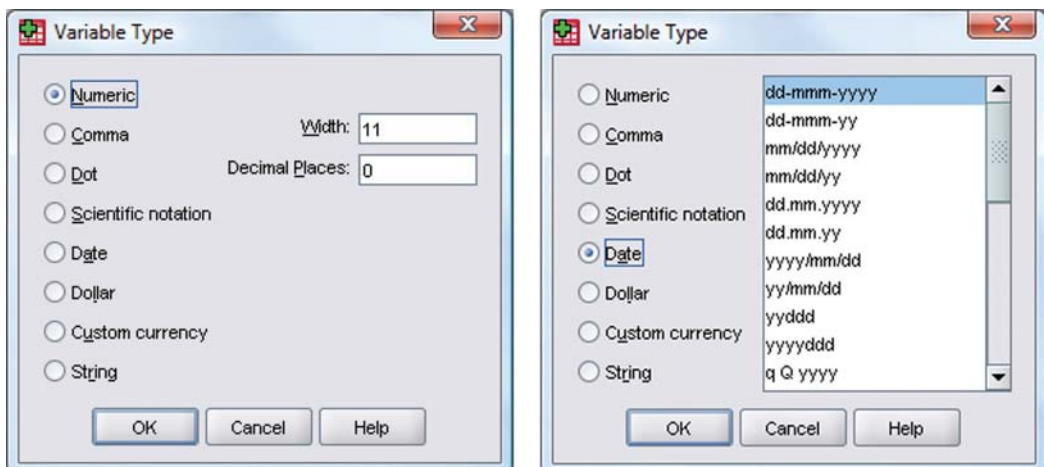 Variable Type
Numeric
Comma
Width: 11
Dot
Decimal Places: 0
Scientific notation
Date
Dollar
Custom currency
String
OK Cancel Help
Variable Type
Numeric
Comma
Dot
Scientific notation
Date
Dollar
Custom currency
String
dd-mmm-yyyy
dd-mmm-yy
mm/dd/yyyy
mm/dd/yy
dd.mm.yyyy
dd.mm.yy
yyyy/mm/dd
yy/mm/dd
yyddd
yyyyddd
q Q yyyy
OK Cancel Help